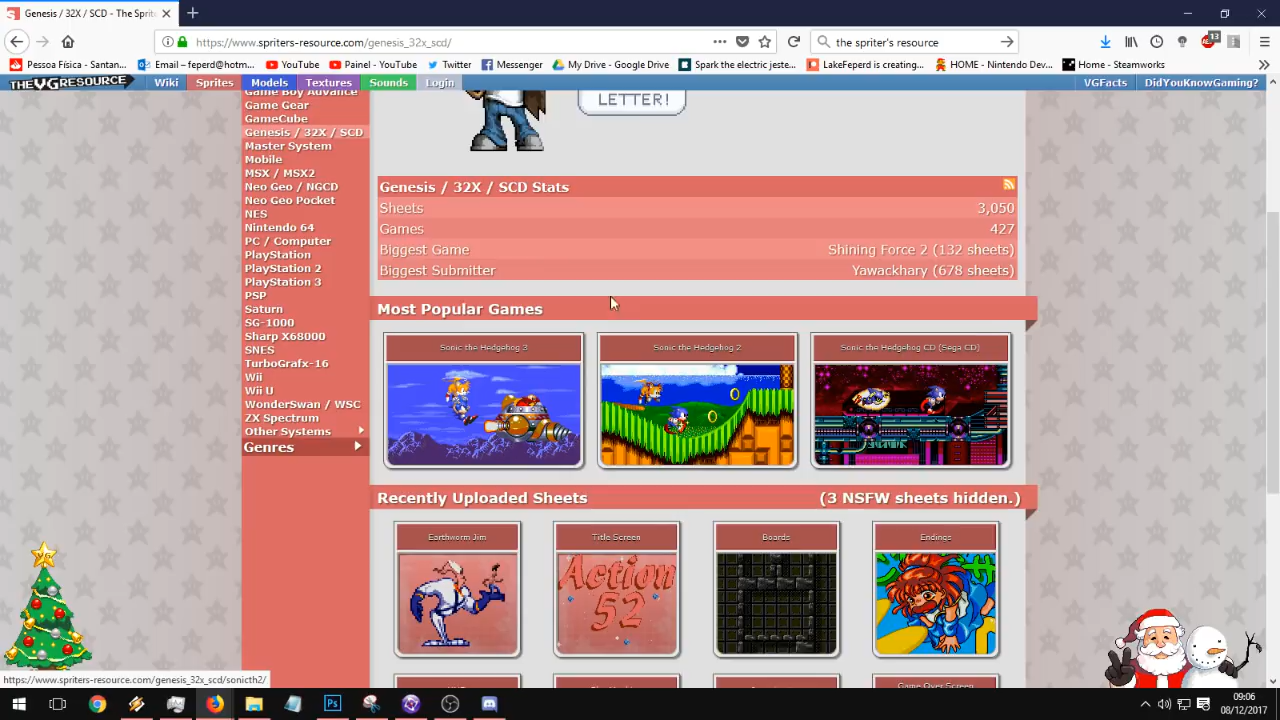 Genesis / 32X / SCD - The Sprit
https://www.spriters-resource.com/genesis_32x_scd/
the spriter's resource
13
Pessoa Física - Santan...
Email – feperd@hotm...
YouTube
Painel - YouTube
Twitter
Messenger
My Drive - Google Drive
Spark the electric jeste...
LakeFeperd is creating...
HOME - Nintendo Dev...
Home - Steamworks
THE VG RESOURCE
Wiki
Sprites
Models
Textures
Sounds
Login
VGFacts
DidYouKnowGaming?
Game Boy Advance
Game Gear
GameCube
Genesis / 32X / SCD
Master System
Mobile
MSX / MSX2
Neo Geo / NGCD
Neo Geo Pocket
NES
Nintendo 64
PC / Computer
PlayStation
PlayStation 2
PlayStation 3
PSP
Saturn
SG-1000
Sharp X68000
SNES
TurboGrafx-16
Wii
Wii U
WonderSwan / WSC
ZX Spectrum
Other Systems
Genres
LETTER!
Genesis / 32X / SCD Stats
Sheets 3,050
Games 427
Biggest Game Shining Force 2 (132 sheets)
Biggest Submitter Yawackhary (678 sheets)
Most Popular Games
Sonic the Hedgehog 3
Sonic the Hedgehog 2
Sonic the Hedgehog CD (Sega CD)
Recently Uploaded Sheets (3 NSFW sheets hidden.)
Earthworm Jim
Title Screen
Boards
Endings
Action
52
Game Over Screen
https://www.spriters-resource.com/genesis_32x_scd/sonicth2/
09:06
08/12/2017